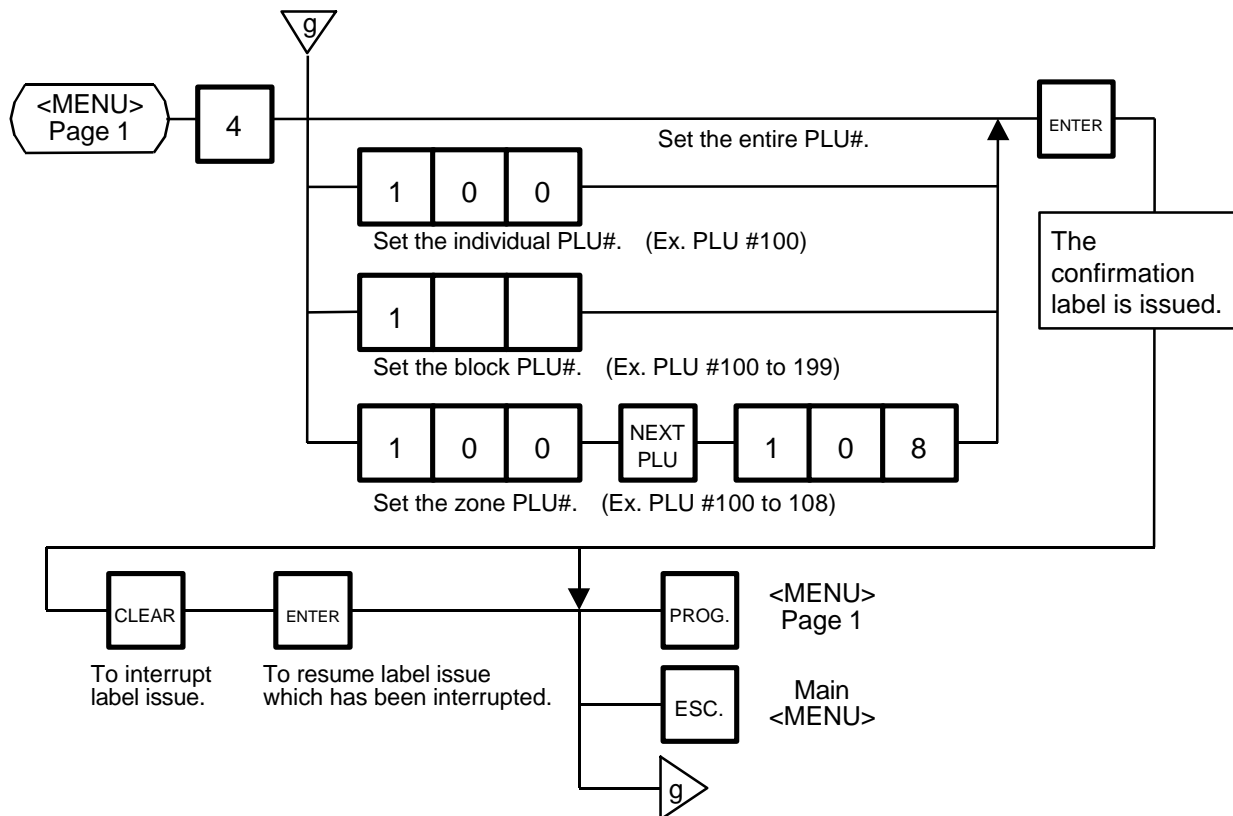 g
<MENU>
Page 1
4
Set the entire PLU#.
ENTER
1 0 0
Set the individual PLU#. (Ex. PLU #100)
The
confirmation
label is issued.
1
Set the block PLU#. (Ex. PLU #100 to 199)
1 0 0
NEXT
PLU
1 0 8
Set the zone PLU#. (Ex. PLU #100 to 108)
CLEAR
To interrupt
label issue.
ENTER
To resume label issue
which has been interrupted.
PROG.
<MENU>
Page 1
ESC.
Main
<MENU>
g